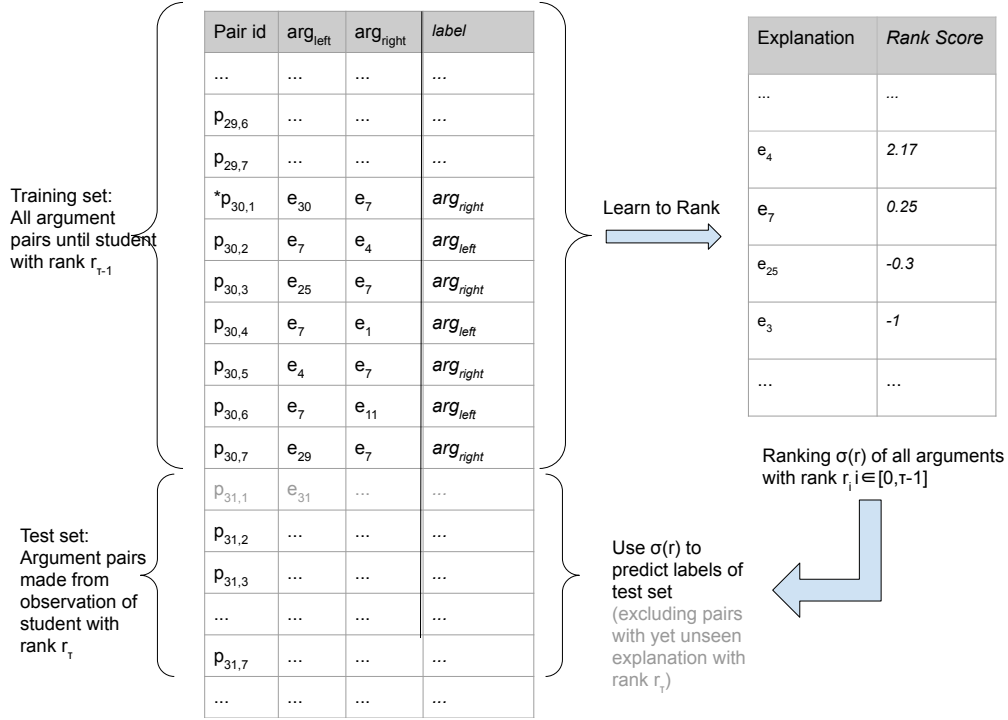 Pair id arg_left arg_right label
... ... ... ...
p_29,6 ... ... ...
p_29,7 ... ... ...
*p_30,1 e_30 e_7 arg_right
p_30,2 e_7 e_4 arg_left
p_30,3 e_25 e_7 arg_right
p_30,4 e_7 e_1 arg_left
p_30,5 e_4 e_7 arg_right
p_30,6 e_7 e_11 arg_left
p_30,7 e_29 e_7 arg_right
p_31,1 e_31 ... ...
p_31,2 ... ... ...
p_31,3 ... ... ...
... ... ... ...
p_31,7 ... ... ...
... ... ... ...
Training set:
All argument
pairs until student
with rank r_τ-1
Test set:
Argument pairs
made from
observation of
student with
rank r_τ
Learn to Rank
Explanation Rank Score
... ...
e_4 2.17
e_7 0.25
e_25 -0.3
e_3 -1
... ...
Ranking σ(r) of all arguments
with rank r_i i∈[0,τ-1]
Use σ(r) to
predict labels of
test set
(excluding pairs
with yet unseen
explanation with
rank r_τ)